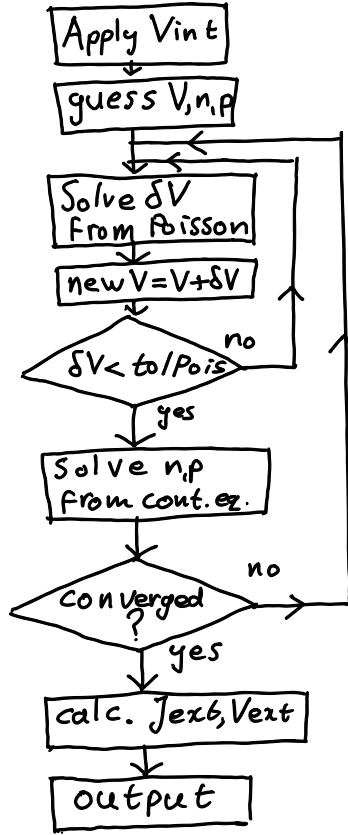 Apply Vint
guess V,n,p
Solve δV
from Poisson
new V=V+δV
no
δV< tolPois
yes
solve n,p
from cont.eq.
no
converged
?
yes
calc. Jext,Vext
output